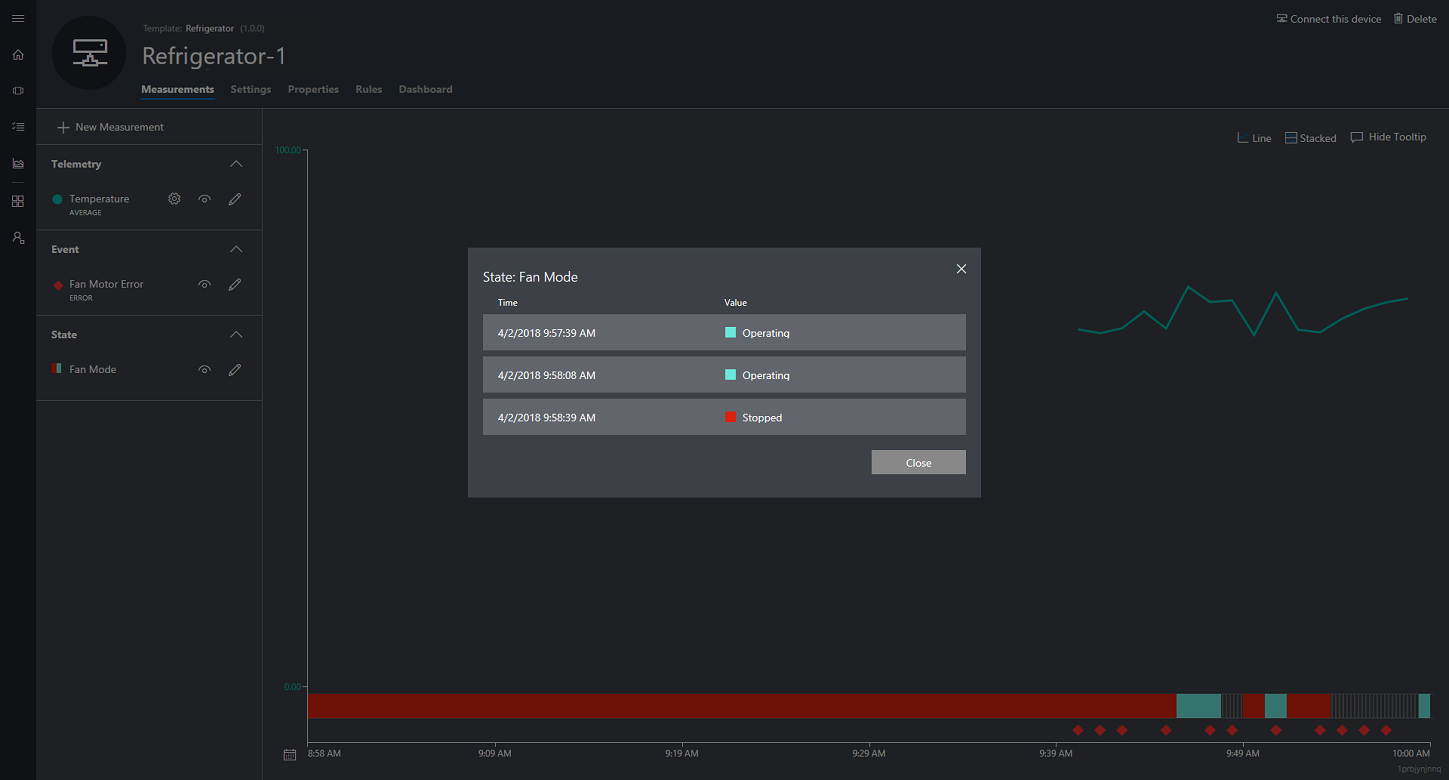 Template: Refrigerator (1.0.0)
Refrigerator-1
Connect this device
Delete
Measurements Settings Properties Rules Dashboard
New Measurement
Telemetry
Temperature
AVERAGE
Event
Fan Motor Error
ERROR
State
Fan Mode
Line Stacked Hide Tooltip
100.00
State: Fan Mode
Time Value
4/2/2018 9:57:39 AM Operating
4/2/2018 9:58:08 AM Operating
4/2/2018 9:58:39 AM Stopped
Close
0.00
8:58 AM 9:09 AM 9:19 AM 9:29 AM 9:39 AM 9:49 AM 10:00 AM